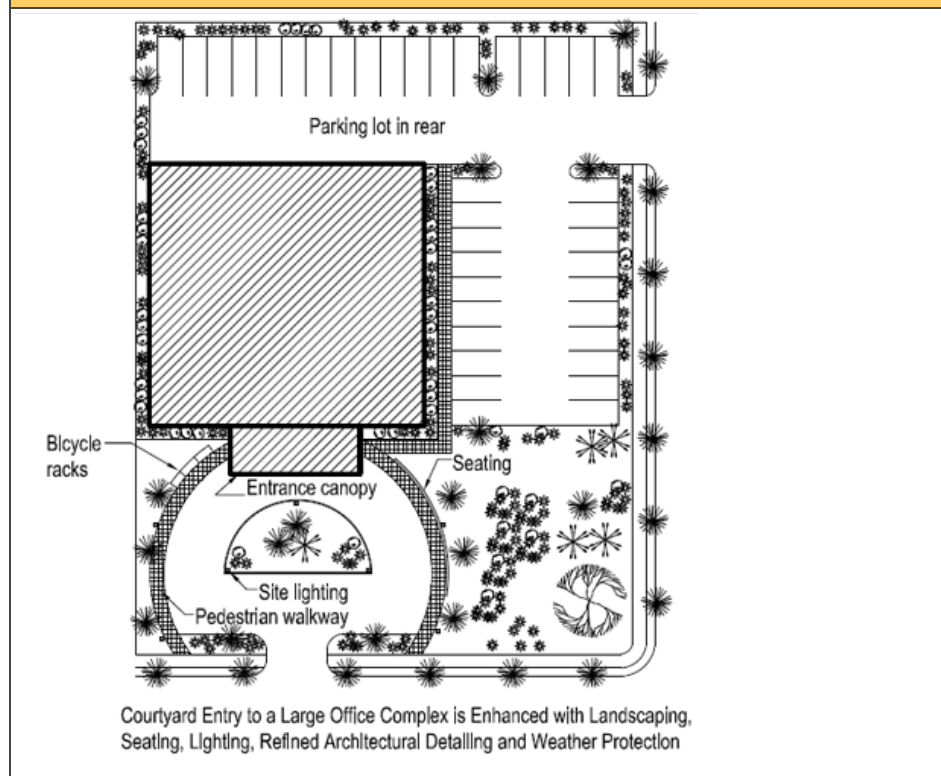 Parking lot in rear
Bicycle
racks
Seating
Entrance canopy
Site lighting
Pedestrian walkway
Courtyard Entry to a Large Office Complex is Enhanced with Landscaping,
Seating, Lighting, Refined Architectural Detailing and Weather Protection